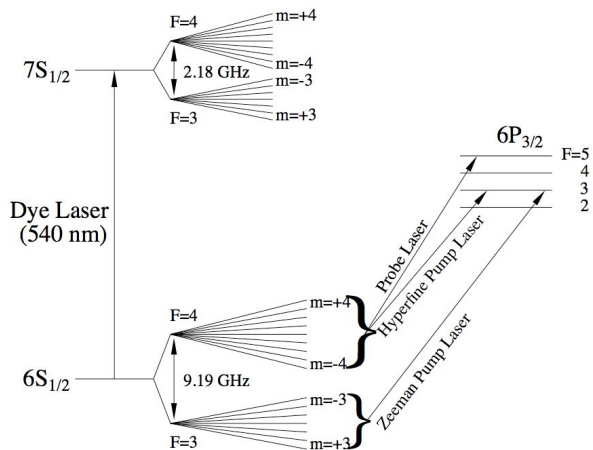 F=4
m=+4
7S1/2
2.18 GHz
m=-4
m=-3
F=3
m=+3
6P3/2
F=5
4
3
2
Dye Laser
(540 nm)
Probe Laser
Hyperfine Pump Laser
Zeeman Pump Laser
F=4
m=+4
m=-4
6S1/2
9.19 GHz
m=-3
F=3
m=+3